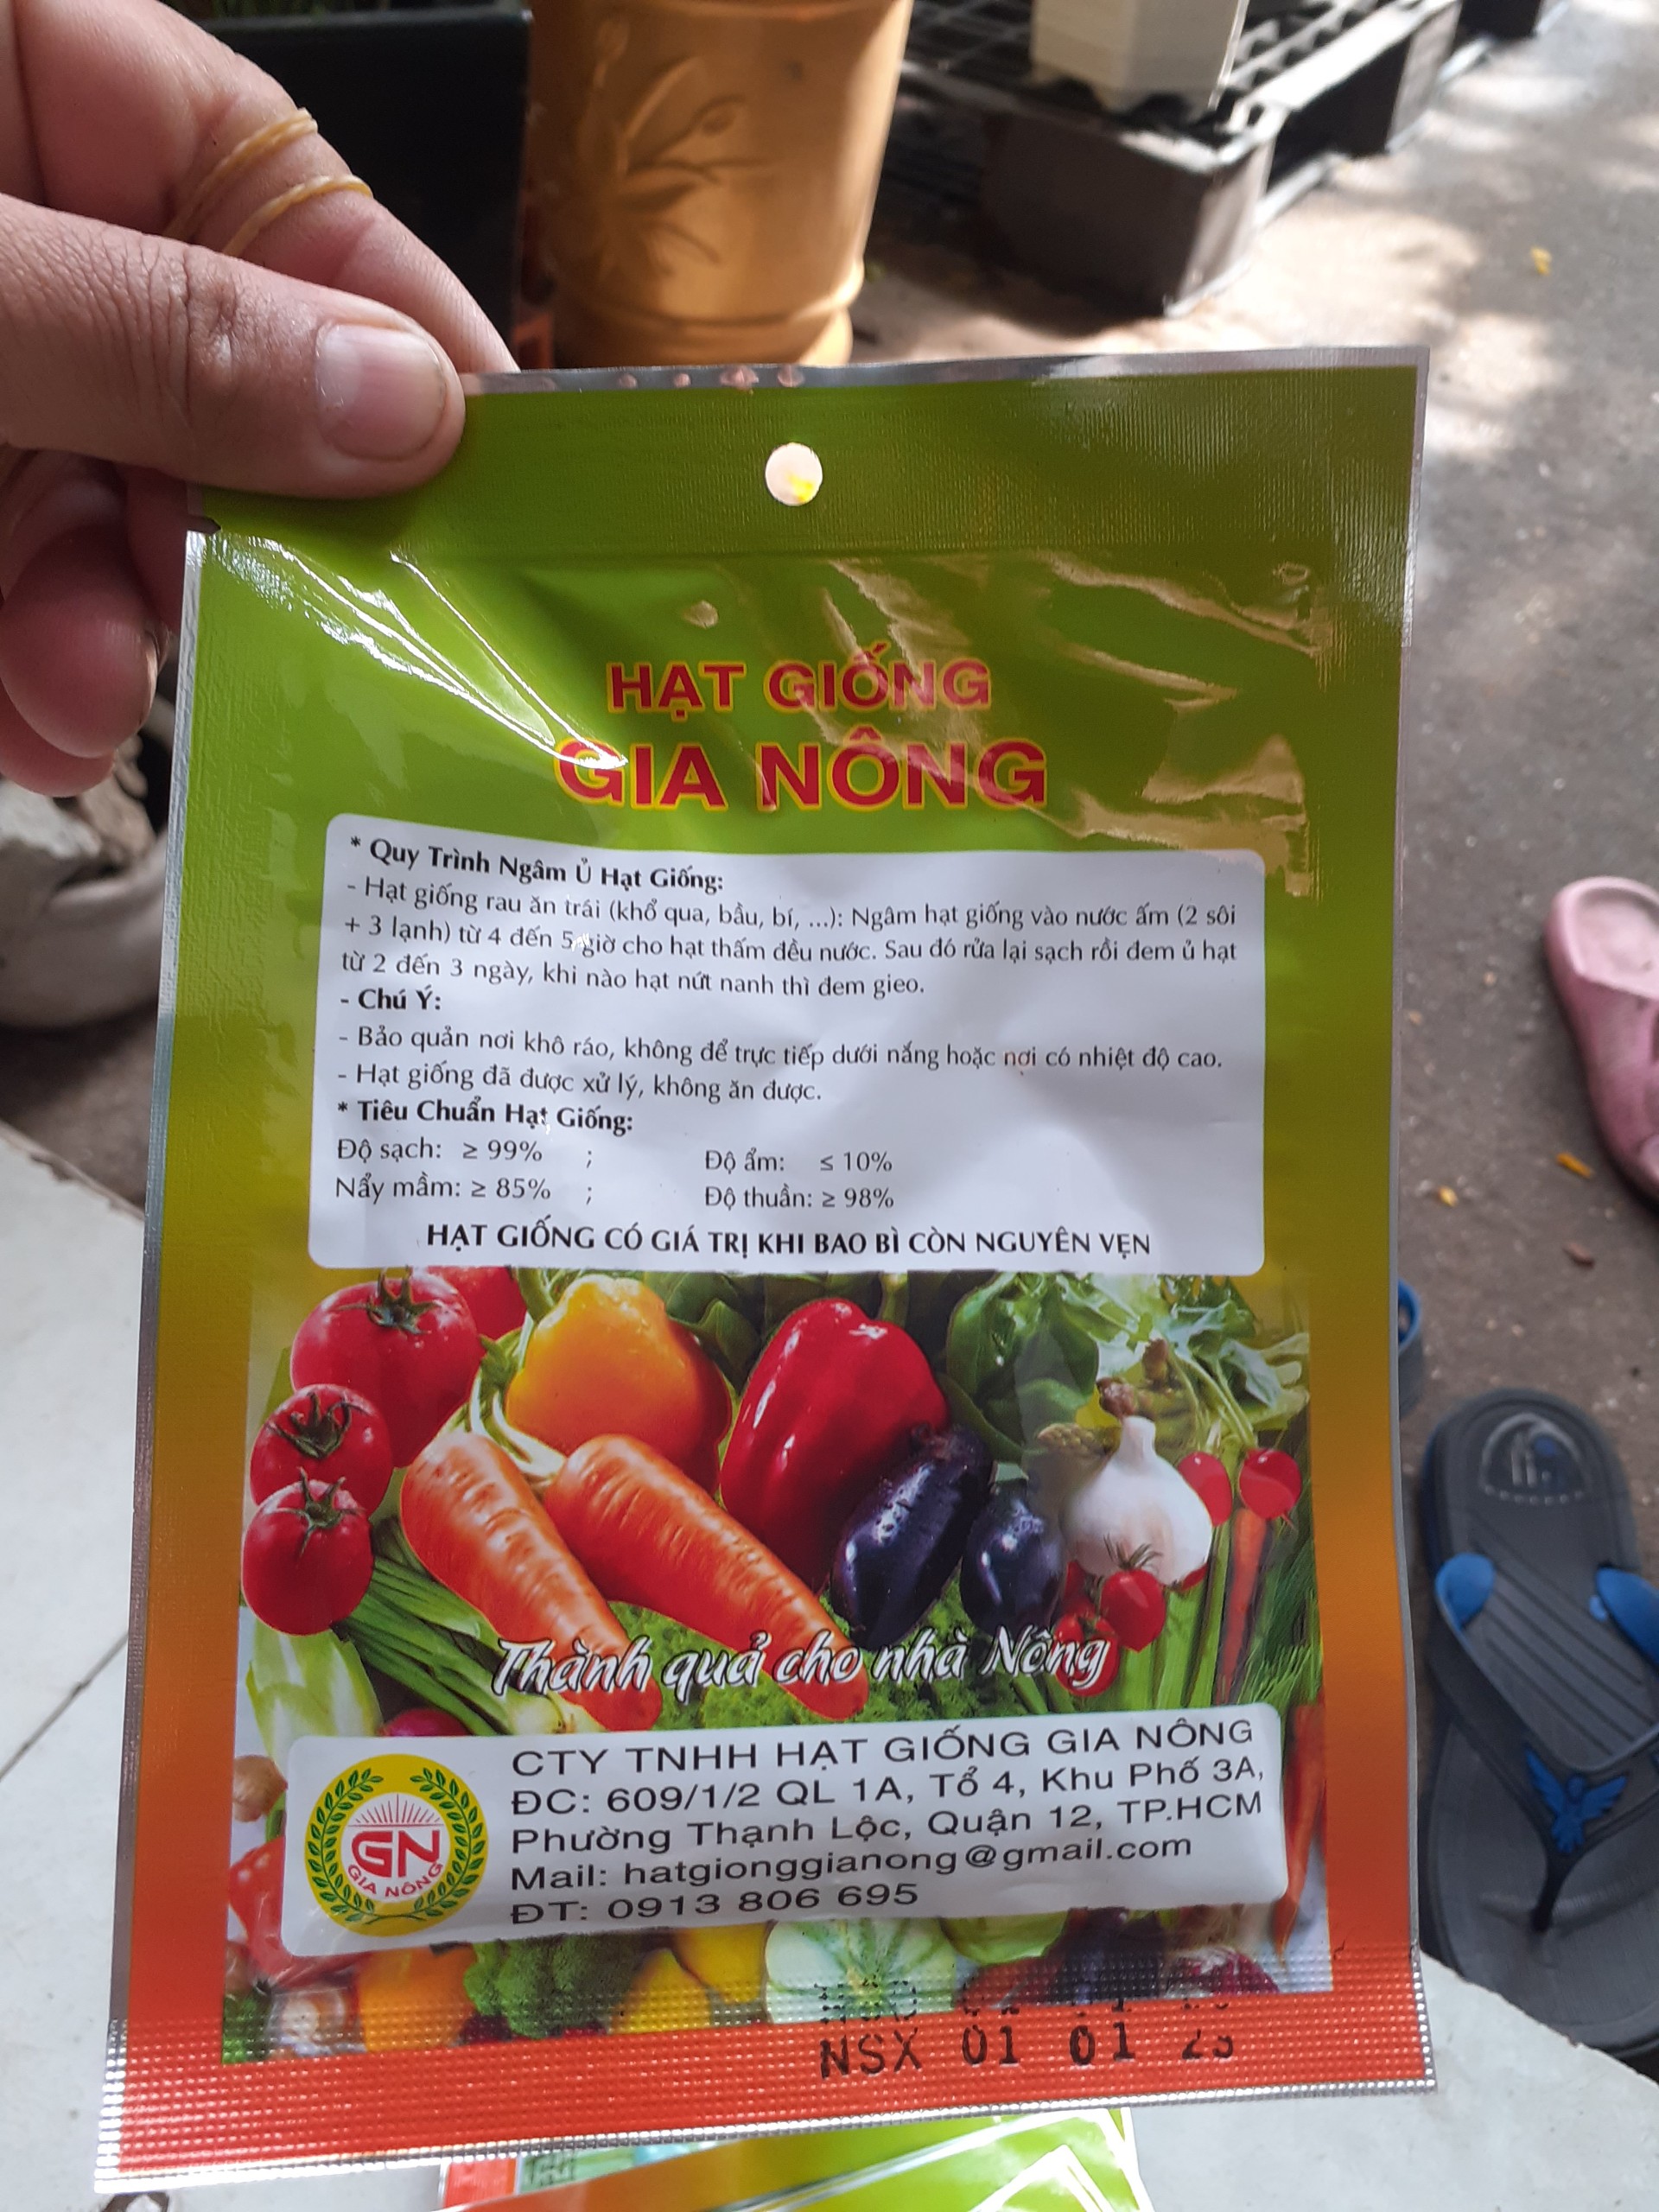 HẠT GIỐNG
GIA NÔNG
* Quy Trình Ngâm Ủ Hạt Giống:
- Hạt giống rau ăn trái (khổ qua, bầu, bí, ...): Ngâm hạt giống vào nước ấm (2 sôi
+ 3 lạnh) từ 4 đến 5 giờ cho hạt thấm đều nước. Sau đó rửa lại sạch rồi đem ủ hạt
từ 2 đến 3 ngày, khi nào hạt nứt nanh thì đem gieo.
- Chú Ý:
- Bảo quản nơi khô ráo, không để trực tiếp dưới nắng hoặc nơi có nhiệt độ cao.
- Hạt giống đã được xử lý, không ăn được.
* Tiêu Chuẩn Hạt Giống:
Độ sạch: ≥ 99% ; Độ ẩm: ≤ 10%
Nẩy mầm: ≥ 85% ; Độ thuần: ≥ 98%
HẠT GIỐNG CÓ GIÁ TRỊ KHI BAO BÌ CÒN NGUYÊN VẸN
Thành quả cho nhà Nông
GN
GIA NÔNG
CTY TNHH HẠT GIỐNG GIA NÔNG
ĐC: 609/1/2 QL 1A, Tổ 4, Khu Phố 3A,
Phường Thạnh Lộc, Quận 12, TP.HCM
Mail: hatgionggianong@gmail.com
ĐT: 0913 806 695
NSX 01 01